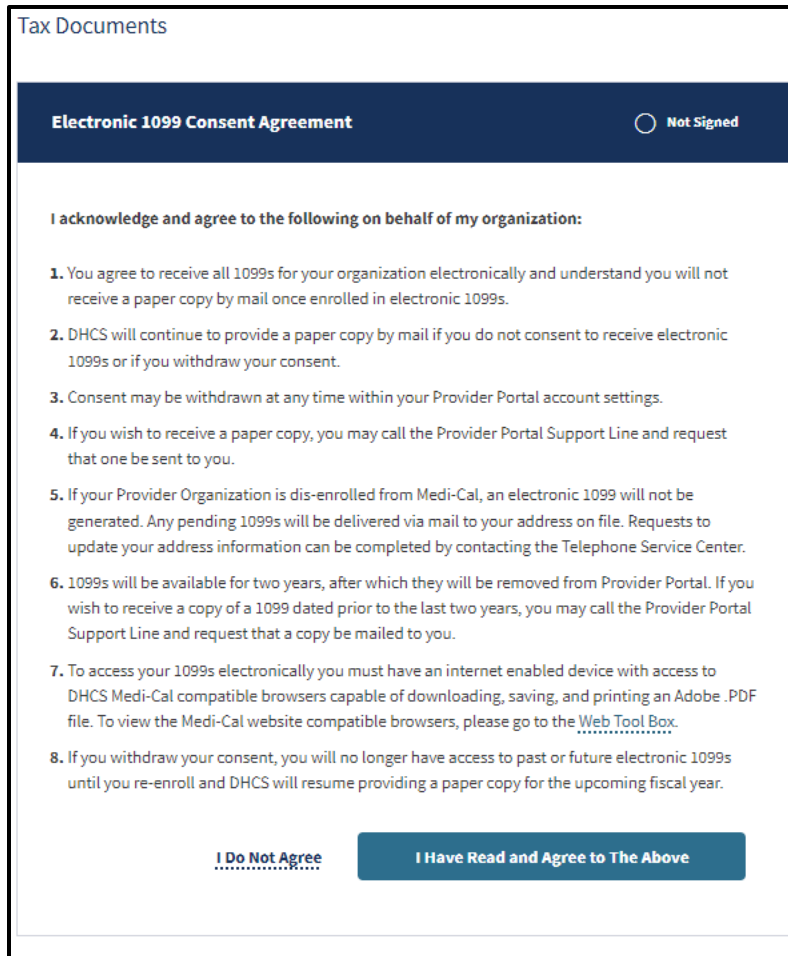 Tax Documents
Electronic 1099 Consent Agreement
Not Signed
I acknowledge and agree to the following on behalf of my organization:
1. You agree to receive all 1099s for your organization electronically and understand you will not
receive a paper copy by mail once enrolled in electronic 1099s.
2. DHCS will continue to provide a paper copy by mail if you do not consent to receive electronic
1099s or if you withdraw your consent.
3. Consent may be withdrawn at any time within your Provider Portal account settings.
4. If you wish to receive a paper copy, you may call the Provider Portal Support Line and request
that one be sent to you.
5. If your Provider Organization is dis-enrolled from Medi-Cal, an electronic 1099 will not be
generated. Any pending 1099s will be delivered via mail to your address on file. Requests to
update your address information can be completed by contacting the Telephone Service Center.
6. 1099s will be available for two years, after which they will be removed from Provider Portal. If you
wish to receive a copy of a 1099 dated prior to the last two years, you may call the Provider Portal
Support Line and request that a copy be mailed to you.
7. To access your 1099s electronically you must have an internet enabled device with access to
DHCS Medi-Cal compatible browsers capable of downloading, saving, and printing an Adobe .PDF
file. To view the Medi-Cal website compatible browsers, please go to the Web Tool Box.
8. If you withdraw your consent, you will no longer have access to past or future electronic 1099s
until you re-enroll and DHCS will resume providing a paper copy for the upcoming fiscal year.
I Do Not Agree
I Have Read and Agree to The Above